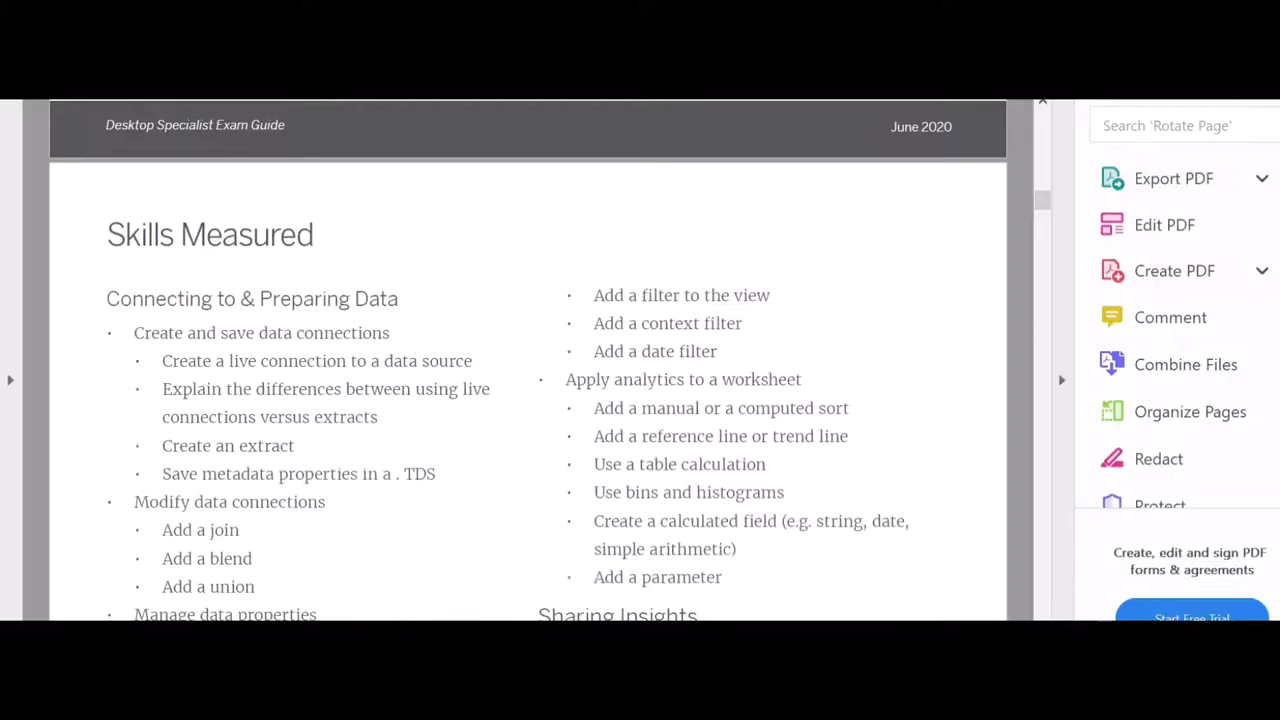 Desktop Specialist Exam Guide
June 2020
Skills Measured
Connecting to & Preparing Data
· Create and save data connections
· Create a live connection to a data source
· Explain the differences between using live
connections versus extracts
· Create an extract
· Save metadata properties in a . TDS
· Modify data connections
· Add a join
· Add a blend
· Add a union
· Manage data properties
· Add a filter to the view
· Add a context filter
· Add a date filter
· Apply analytics to a worksheet
· Add a manual or a computed sort
· Add a reference line or trend line
· Use a table calculation
· Use bins and histograms
· Create a calculated field (e.g. string, date,
simple arithmetic)
· Add a parameter
Sharing Insights
Search 'Rotate Page'
Export PDF
Edit PDF
Create PDF
Comment
Combine Files
Organize Pages
Redact
Protect
Create, edit and sign PDF
forms & agreements
Start Free Trial